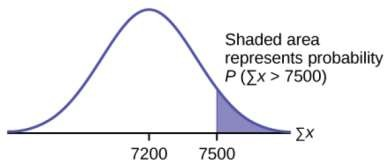 Shaded area
represents probability
P (∑x > 7500)
∑x
7200 7500